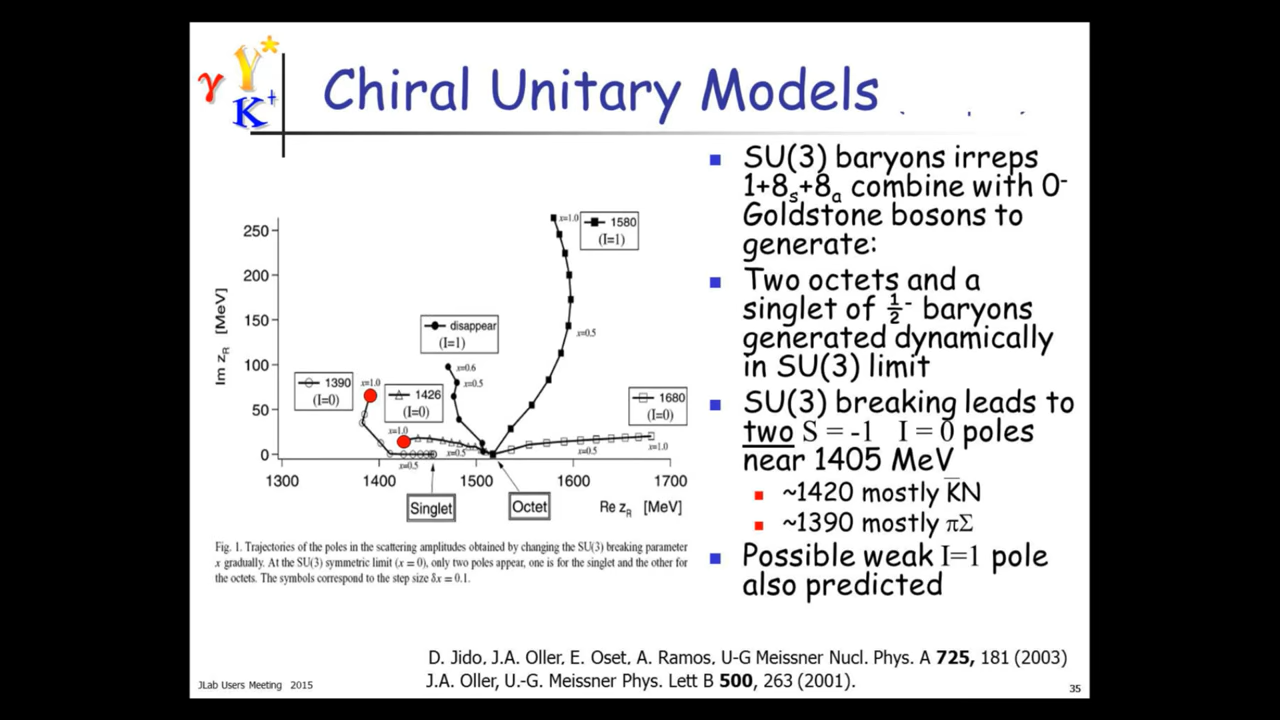 γ Y* K+
Chiral Unitary Models
SU(3) baryons irreps
1+8s+8a combine with 0-
Goldstone bosons to
generate:
Two octets and a
singlet of ½- baryons
generated dynamically
in SU(3) limit
SU(3) breaking leads to
two S = -1 I = 0 poles
near 1405 MeV
~1420 mostly K̅N
~1390 mostly πΣ
Possible weak I=1 pole
also predicted
Im zR [MeV]
250
200
150
100
50
0
1300 1400 1500 1600 1700
Re zR [MeV]
x=1.0
1580
(I=1)
x=0.5
disappear
(I=1)
x=0.6
x=0.5
1390
(I=0)
x=1.0
1426
(I=0)
x=1.0
x=0.5
x=0.5
1680
(I=0)
x=0.5
x=1.0
Singlet
Octet
Fig. 1. Trajectories of the poles in the scattering amplitudes obtained by changing the SU(3) breaking parameter
x gradually. At the SU(3) symmetric limit (x = 0), only two poles appear, one is for the singlet and the other for
the octets. The symbols correspond to the step size δx = 0.1.
D. Jido, J.A. Oller, E. Oset, A. Ramos, U-G Meissner Nucl. Phys. A 725, 181 (2003)
J.A. Oller, U.-G. Meissner Phys. Lett B 500, 263 (2001).
JLab Users Meeting 2015
35